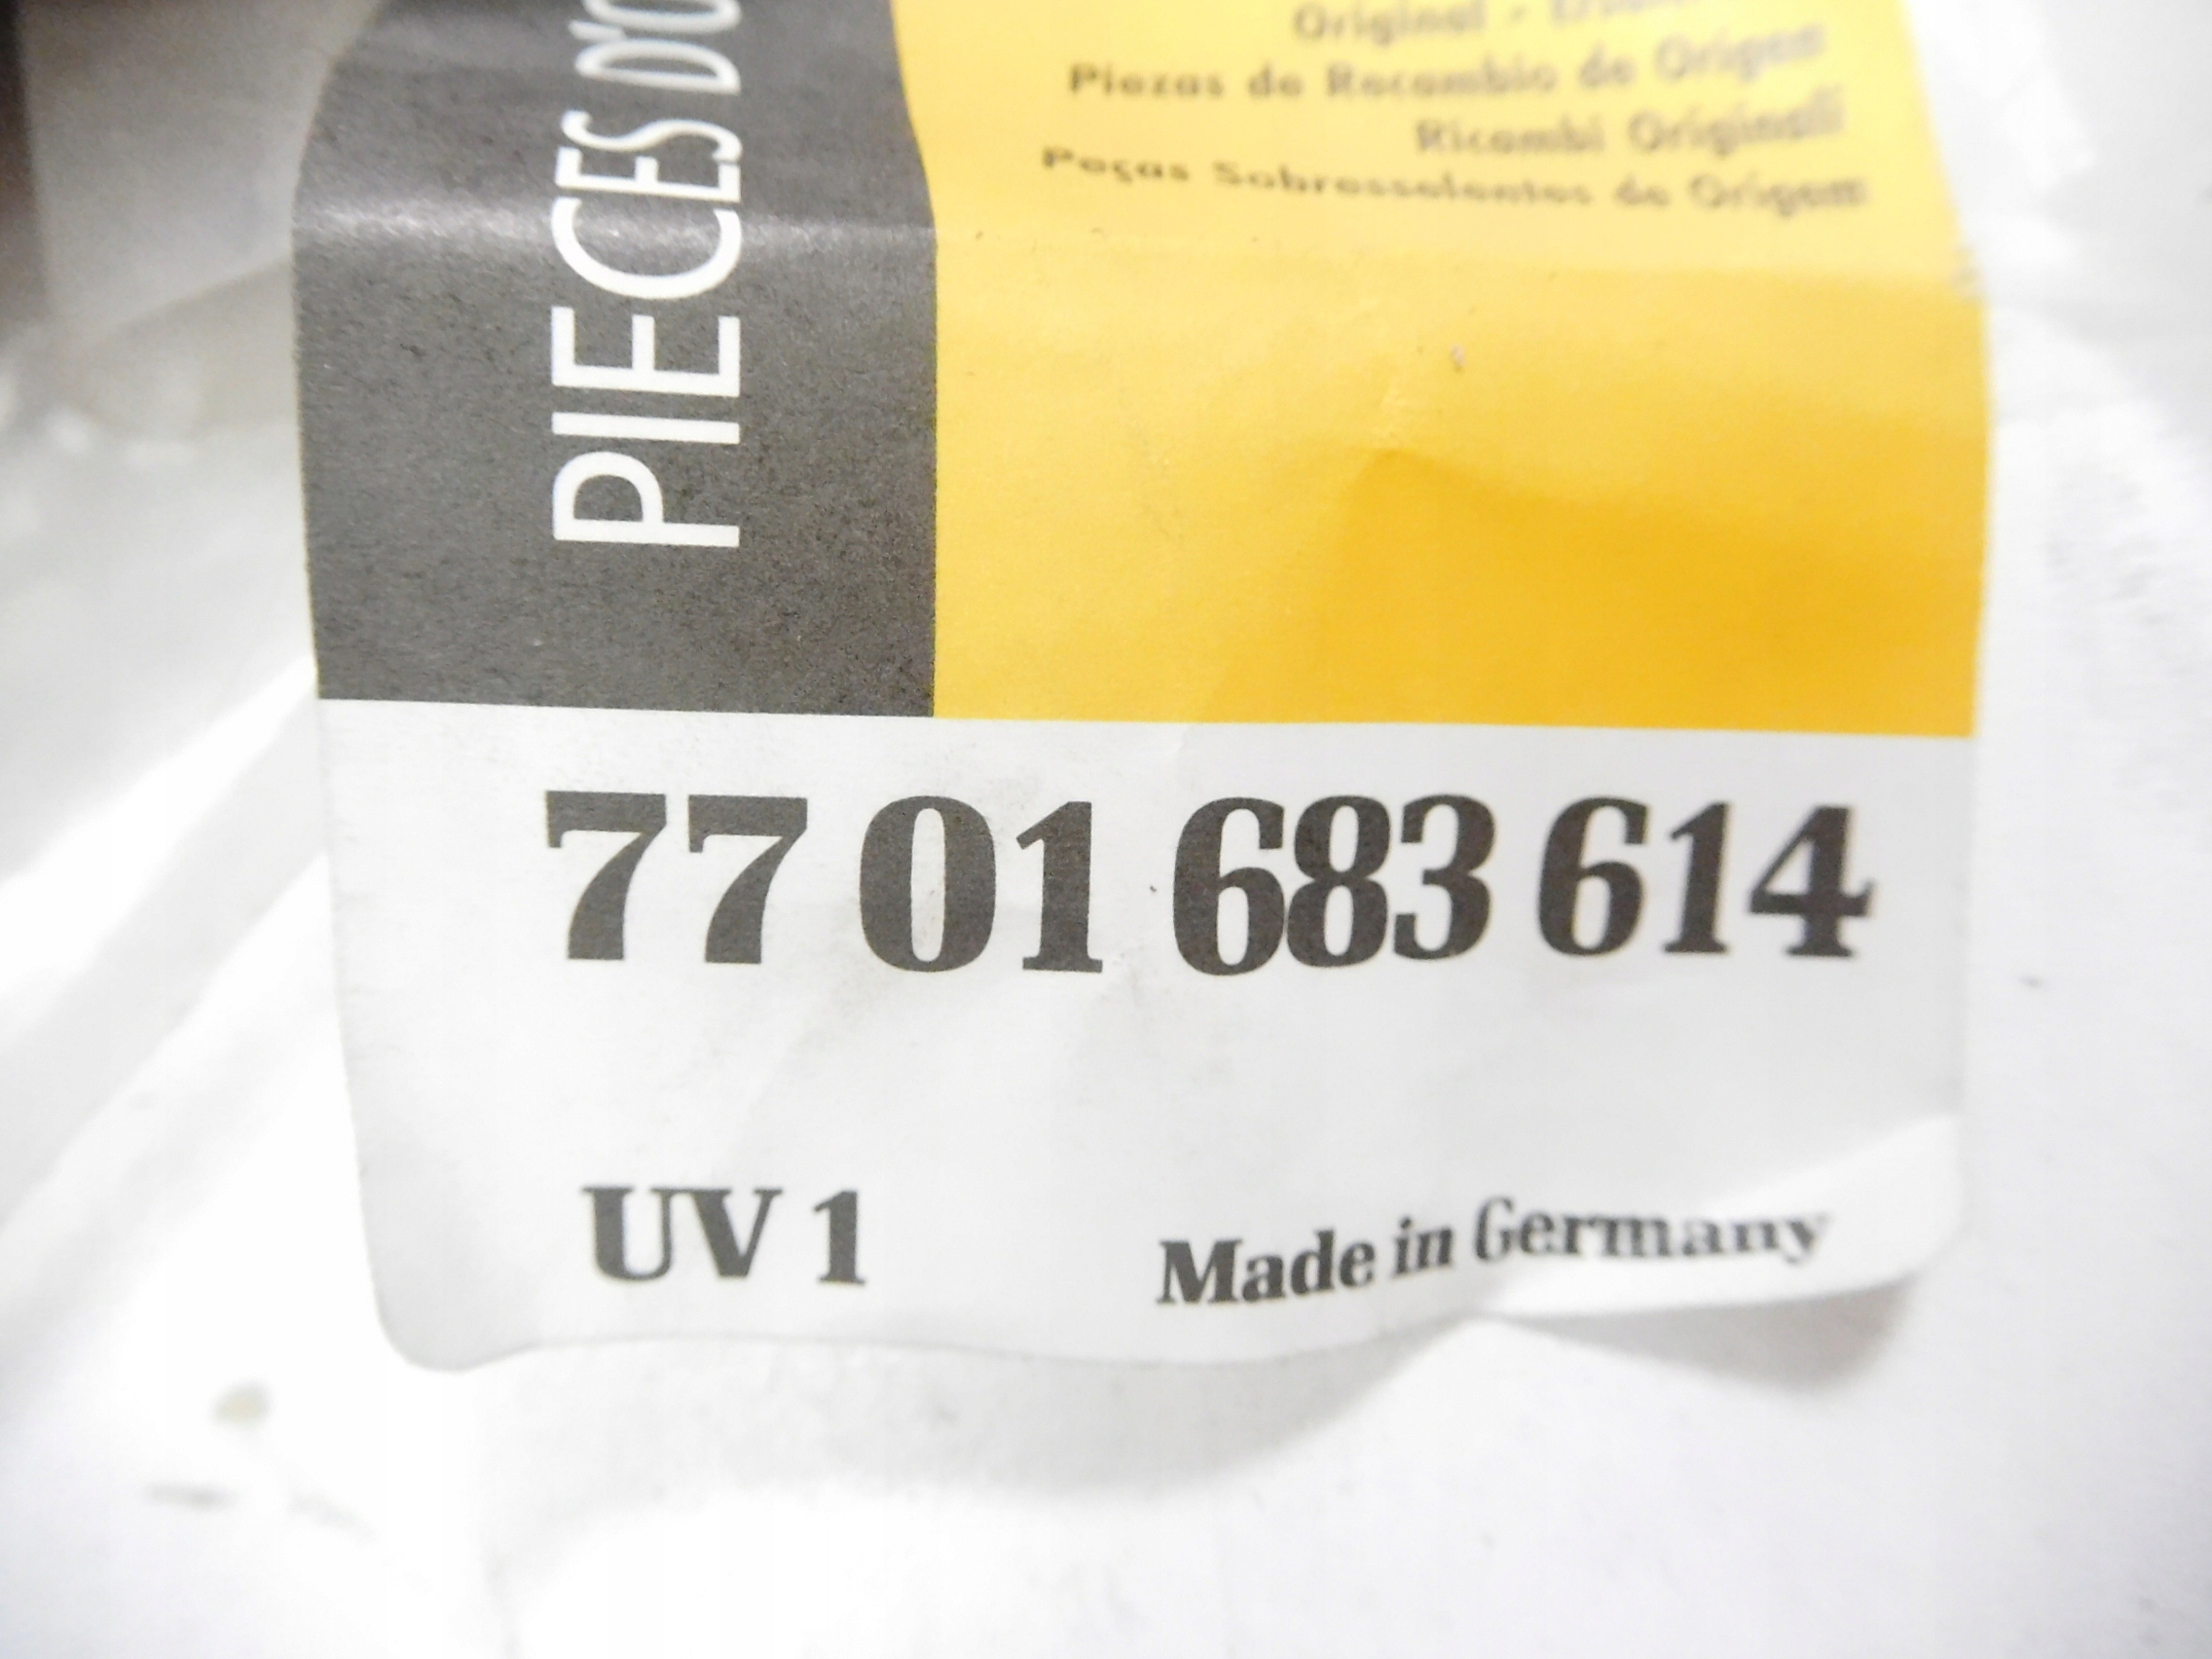 PIECES D'O
Original -
Piezas de Recambio de Origen
Ricambi Originali
Peças Sobresselentes de Origem
77 01 683 614
UV 1
Made in Germany